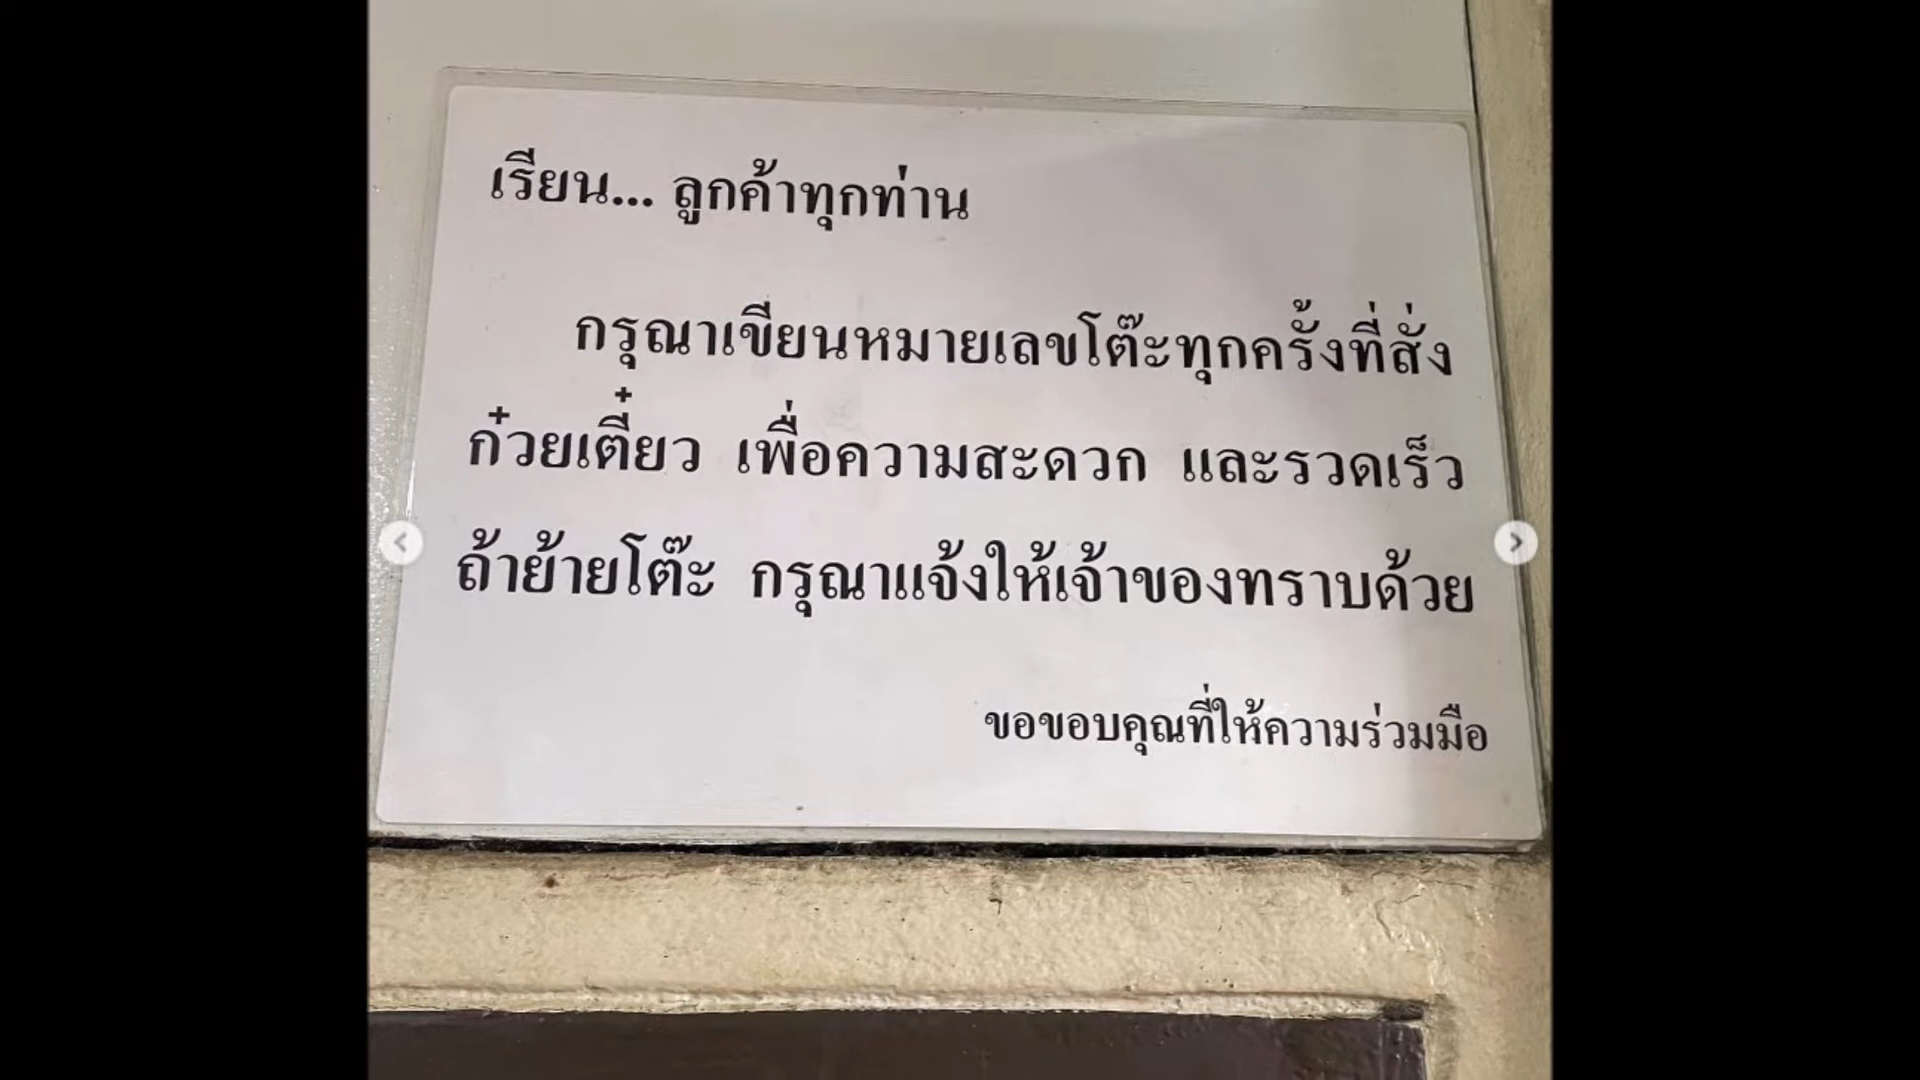 เรียน... ลูกค้าทุกท่าน
กรุณาเขียนหมายเลขโต๊ะทุกครั้งที่สั่ง
ก๋วยเตี๋ยว เพื่อความสะดวก และรวดเร็ว
ถ้าย้ายโต๊ะ กรุณาแจ้งให้เจ้าของทราบด้วย
ขอขอบคุณที่ให้ความร่วมมือ